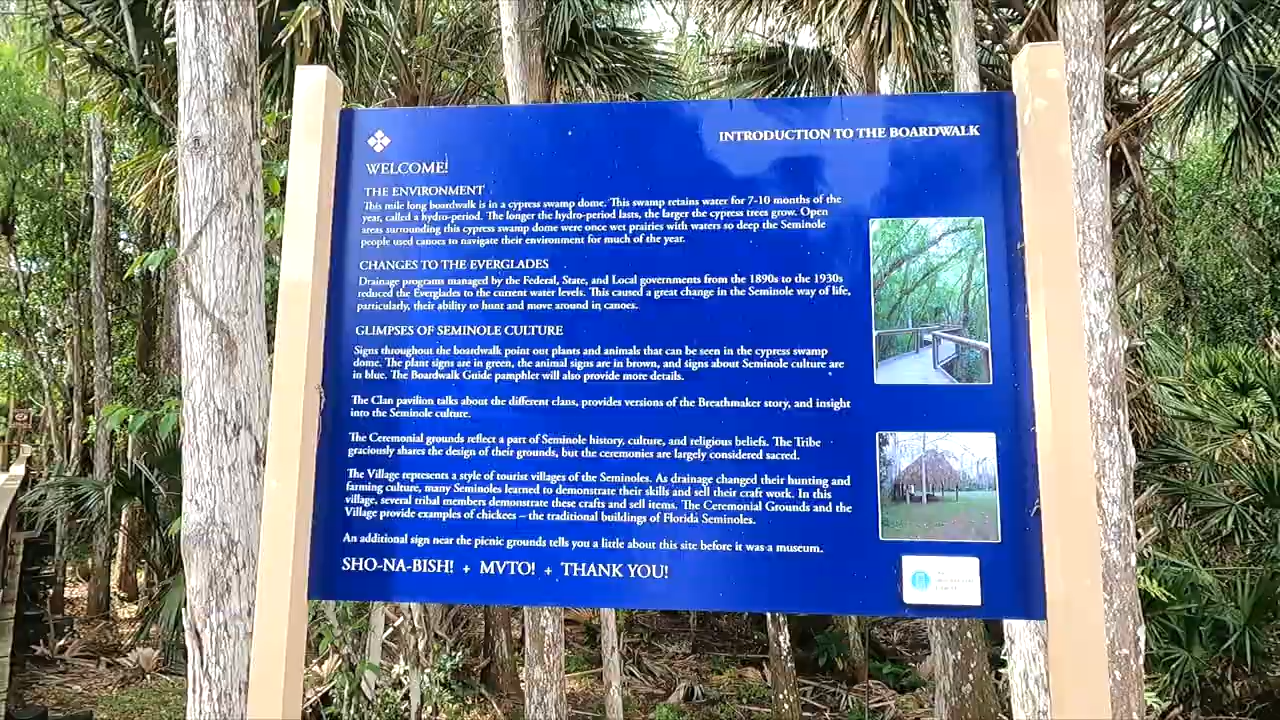 INTRODUCTION TO THE BOARDWALK
WELCOME!
THE ENVIRONMENT
This mile long boardwalk is in a cypress swamp dome. This swamp retains water for 7-10 months of the
year, called a hydro-period. The longer the hydro-period lasts, the larger the cypress trees grow. Open
areas surrounding this cypress swamp dome were once wet prairies with waters so deep the Seminole
people used canoes to navigate their environment for much of the year.
CHANGES TO THE EVERGLADES
Drainage programs managed by the Federal, State, and Local governments from the 1890s to the 1930s
reduced the Everglades to the current water levels. This caused a great change in the Seminole way of life,
particularly, their ability to hunt and move around in canoes.
GLIMPSES OF SEMINOLE CULTURE
Signs throughout the boardwalk point out plants and animals that can be seen in the cypress swamp
dome. The plant signs are in green, the animal signs are in brown, and signs about Seminole culture are
in blue. The Boardwalk Guide pamphlet will also provide more details.
The Clan pavilion talks about the different clans, provides versions of the Breathmaker story, and insight
into the Seminole culture.
The Ceremonial grounds reflect a part of Seminole history, culture, and religious beliefs. The Tribe
graciously shares the design of their grounds, but the ceremonies are largely considered sacred.
The Village represents a style of tourist villages of the Seminoles. As drainage changed their hunting and
farming culture, many Seminoles learned to demonstrate their skills and sell their craft work. In this
village, several tribal members demonstrate these crafts and sell items. The Ceremonial Grounds and the
Village provide examples of chickees – the traditional buildings of Florida Seminoles.
An additional sign near the picnic grounds tells you a little about this site before it was a museum.
SHO-NA-BISH! + MVTO! + THANK YOU!